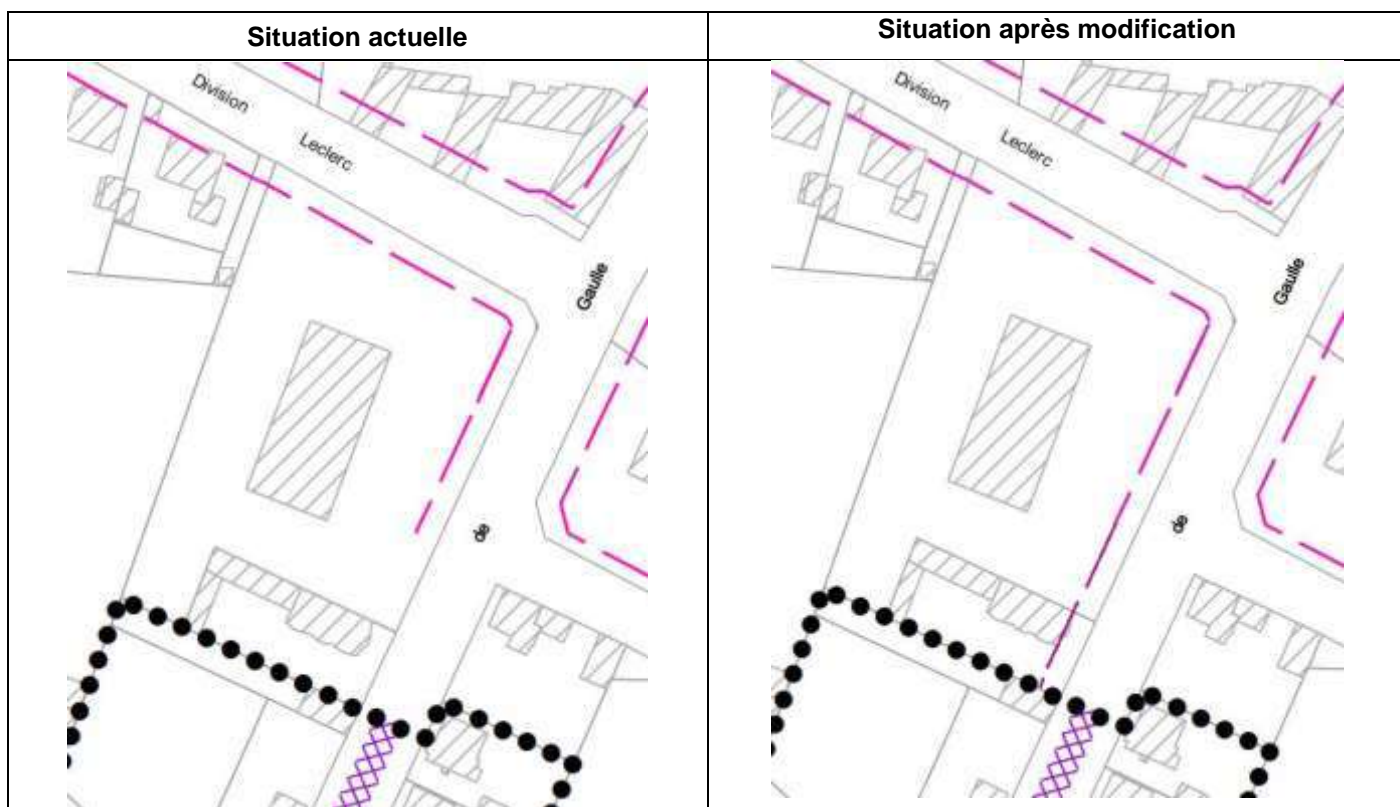 Situation actuelle
Situation après modification
Division
Leclerc
Gaulle
de
Division
Leclerc
Gaulle
de